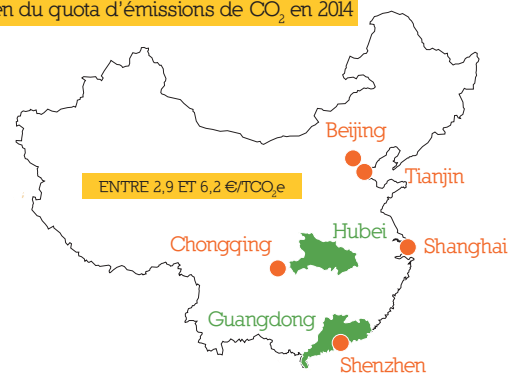 en du quota d'émissions de CO₂ en 2014
Beijing
Tianjin
ENTRE 2,9 ET 6,2 €/TCO₂e
Hubei
Chongqing
Shanghai
Guangdong
Shenzhen